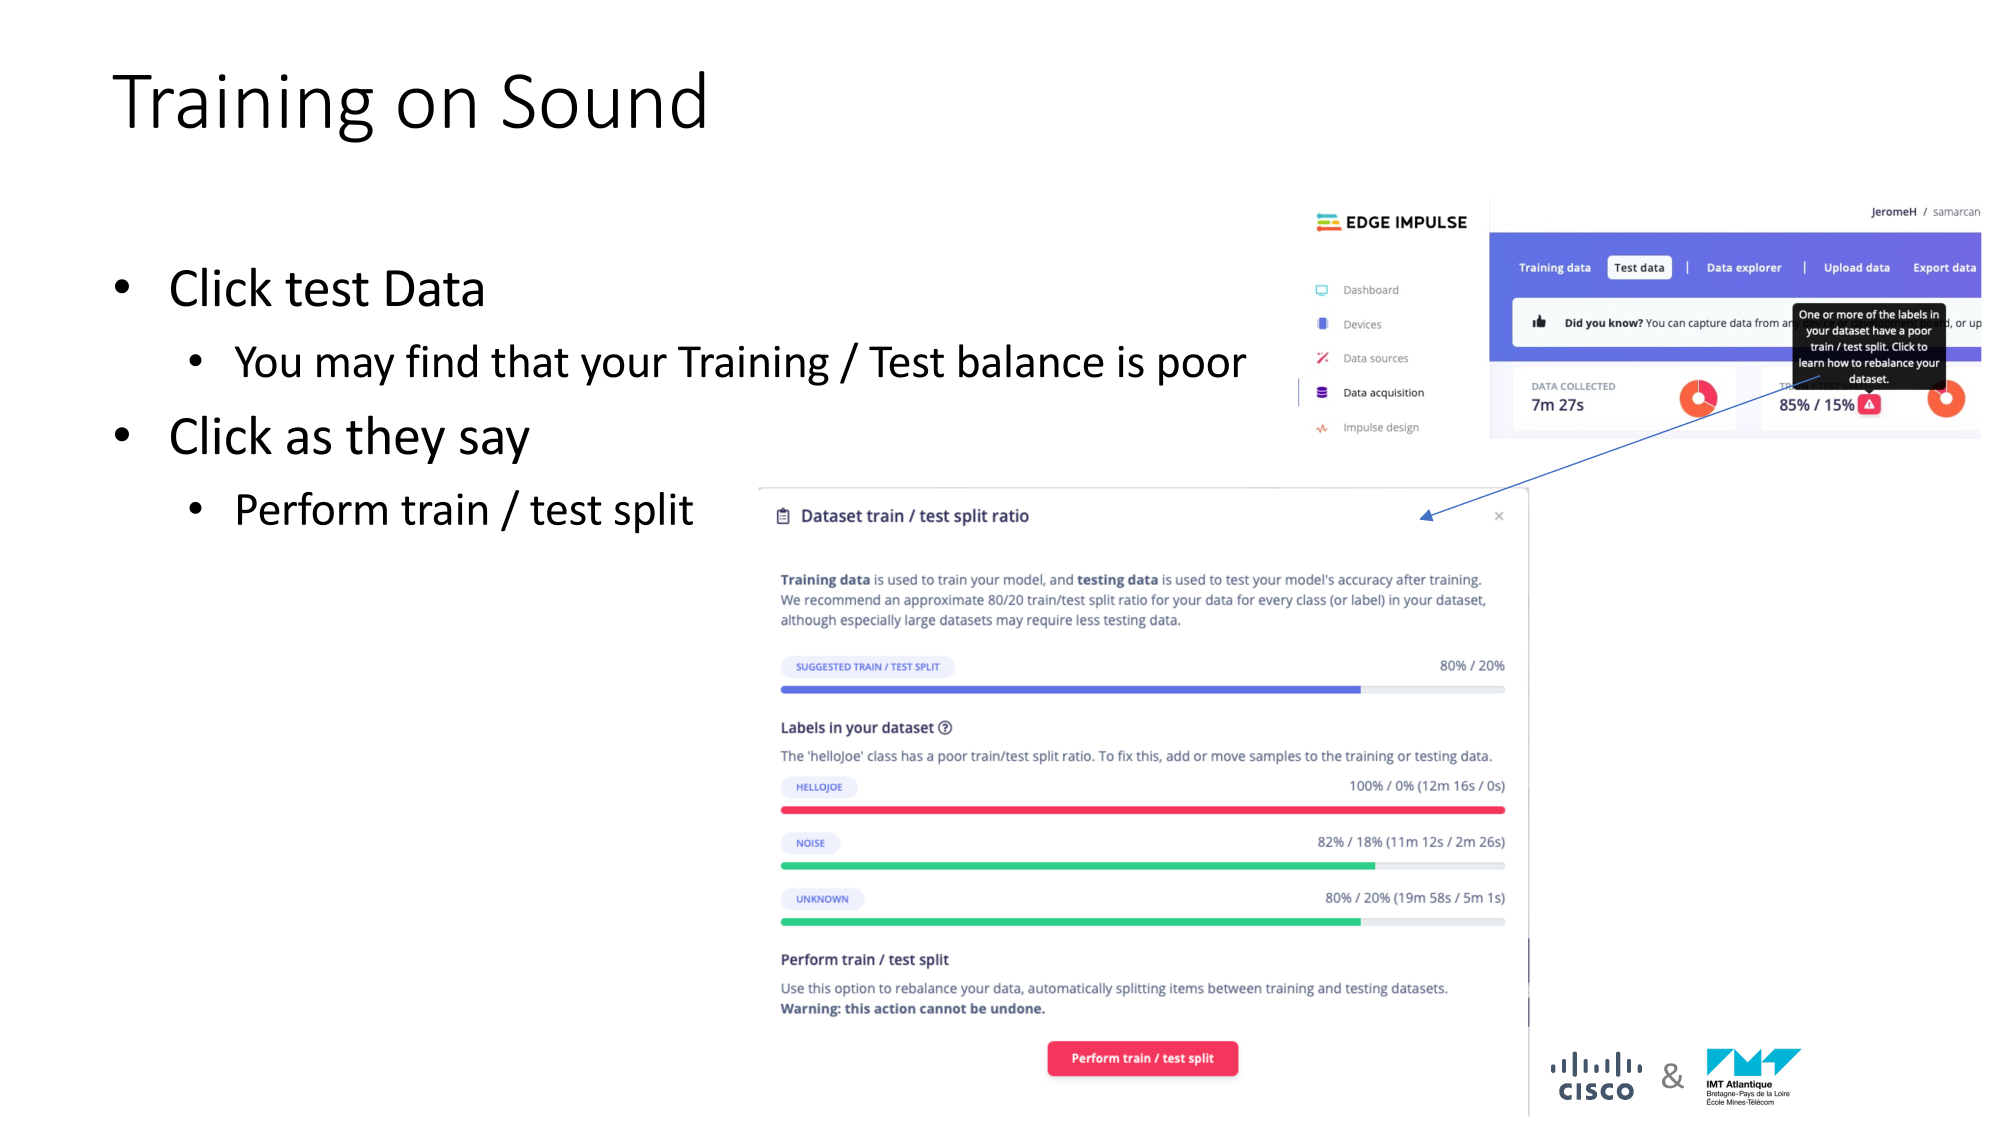 Training on Sound
• Click test Data
• You may find that your Training / Test balance is poor
• Click as they say
• Perform train / test split
EDGE IMPULSE
Dashboard
Devices
Data sources
Data acquisition
Impulse design
JeromeH / samarcan
Training data Test data | Data explorer | Upload data Export data
Did you know? You can capture data from any
rd, or up
One or more of the labels in
your dataset have a poor
train / test split. Click to
learn how to rebalance your
dataset.
DATA COLLECTED
7m 27s
85% / 15%
Dataset train / test split ratio ×
Training data is used to train your model, and testing data is used to test your model's accuracy after training.
We recommend an approximate 80/20 train/test split ratio for your data for every class (or label) in your dataset,
although especially large datasets may require less testing data.
SUGGESTED TRAIN / TEST SPLIT 80% / 20%
Labels in your dataset ?
The 'helloJoe' class has a poor train/test split ratio. To fix this, add or move samples to the training or testing data.
HELLOJOE 100% / 0% (12m 16s / 0s)
NOISE 82% / 18% (11m 12s / 2m 26s)
UNKNOWN 80% / 20% (19m 58s / 5m 1s)
Perform train / test split
Use this option to rebalance your data, automatically splitting items between training and testing datasets.
Warning: this action cannot be undone.
Perform train / test split
CISCO & IMT Atlantique
Bretagne-Pays de la Loire
École Mines-Télécom